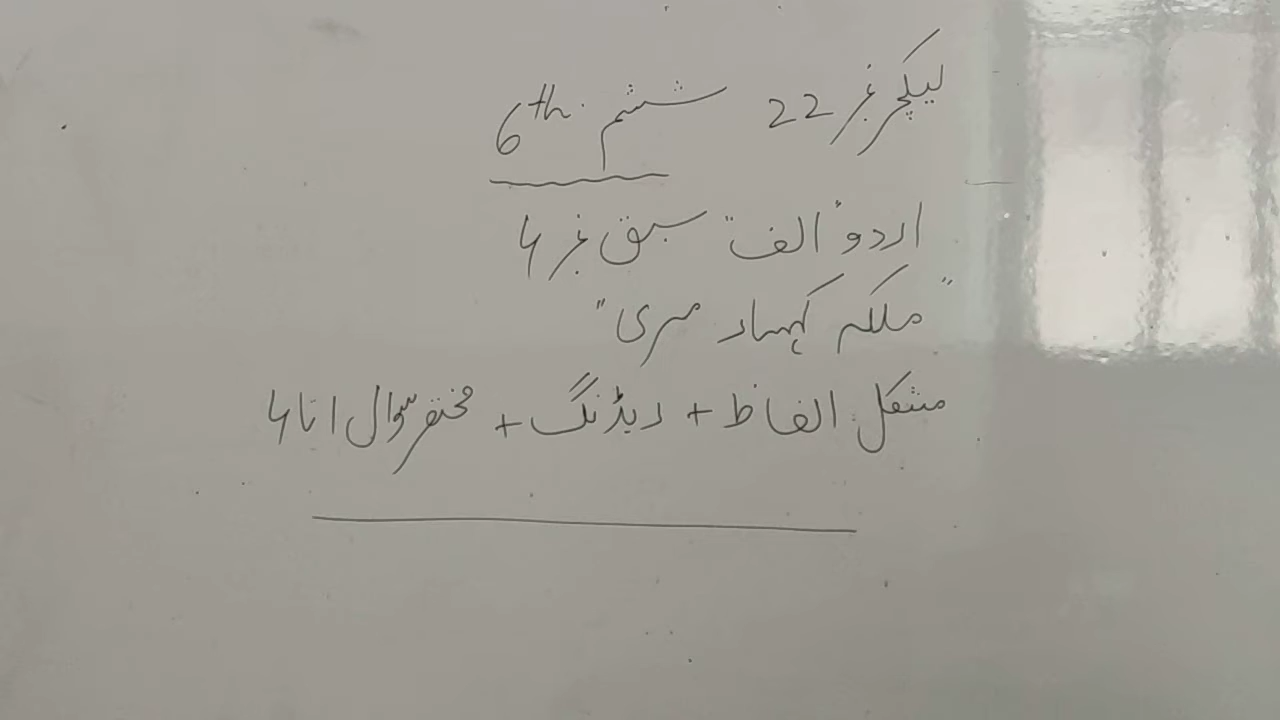 لیکچر نمبر 22 ششم 6th
اردو "الف" سبق نمبر 4
"ملکہ کہسار مری"
مشکل الفاظ + ریڈنگ + مختصر سوال 1 تا 4